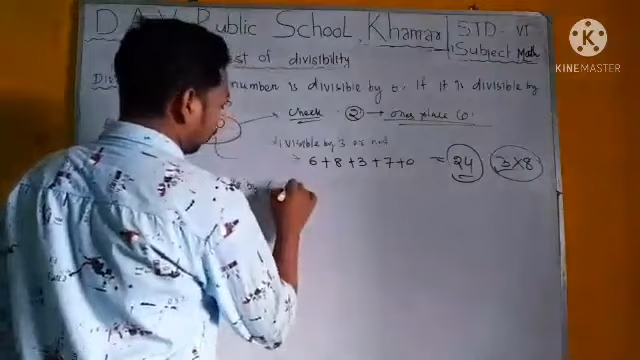 D.A.V Public School, Khamar
STD - VI
Subject Math
KINEMASTER
est of divisibility
number is divisible by 6. If it is divisible by
check ② → ones place 0
divisible by 3 or not
= 6+8+3+7+0 = 24 3×8
by